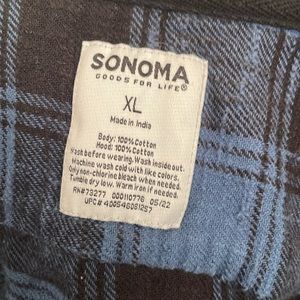 SONOMA
GOODS FOR LIFE®
XL
Made in India
Body: 100% Cotton
Hood: 100% Cotton
Wash before wearing. Wash inside out.
Machine wash cold with like colors.
Only non-chlorine bleach when needed.
Tumble dry low. Warm iron if needed.
RN#73277 000110776 05/22
UPC# 400546081257